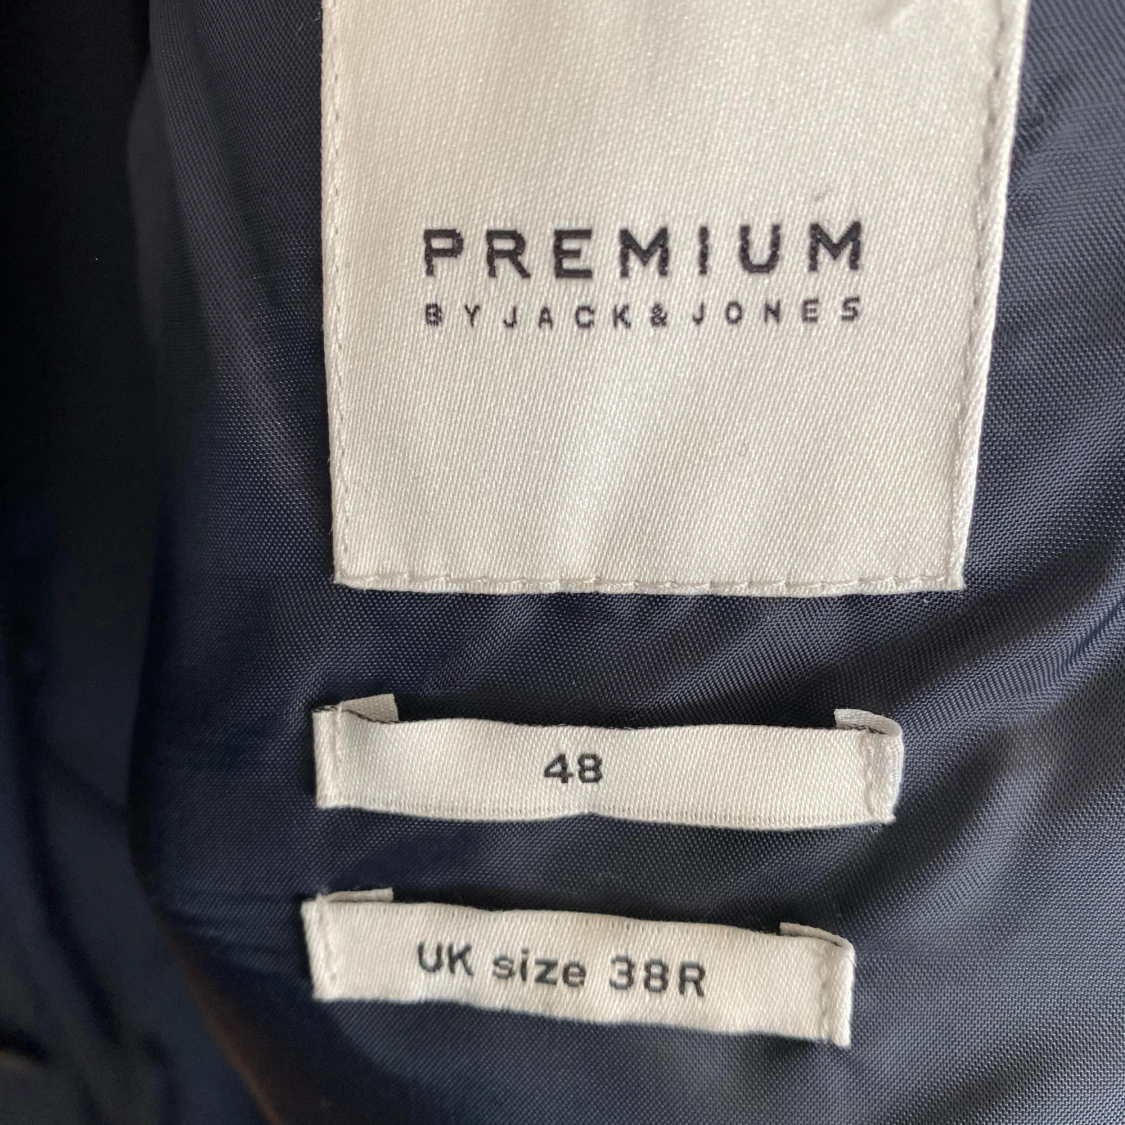 PREMIUM
BY JACK & JONES
48
UK size 38R